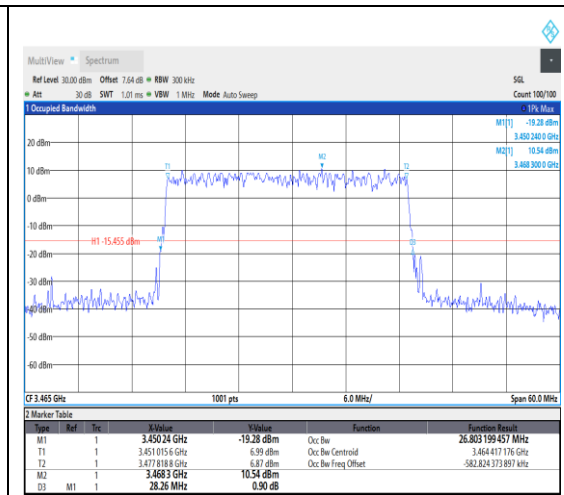 MultiView Spectrum
Ref Level 30.00 dBm Offset 7.64 dB RBW 300 kHz SGL
Att 30 dB SWT 1.01 ms VBW 1 MHz Mode Auto Sweep Count 100/100
1 Occupied Bandwidth 1Pk Max
M1[1] -19.28 dBm
3.450 240 0 GHz
M2[1] 10.54 dBm
3.468 300 0 GHz
20 dBm
M2
T1 T2
10 dBm
0 dBm
-10 dBm
H1 -15.455 dBm M1 D3
-20 dBm
-30 dBm
-40 dBm
-50 dBm
-60 dBm
CF 3.465 GHz 1001 pts 6.0 MHz/ Span 60.0 MHz
2 Marker Table
Type Ref Trc X-Value Y-Value Function Function Result
M1 1 3.450 24 GHz -19.28 dBm Occ Bw 26.803 199 457 MHz
T1 1 3.451 015 6 GHz 6.99 dBm Occ Bw Centroid 3.464 417 176 GHz
T2 1 3.477 818 8 GHz 6.87 dBm Occ Bw Freq Offset -582.824 373 897 kHz
M2 1 3.468 3 GHz 10.54 dBm
D3 M1 1 28.26 MHz 0.90 dB